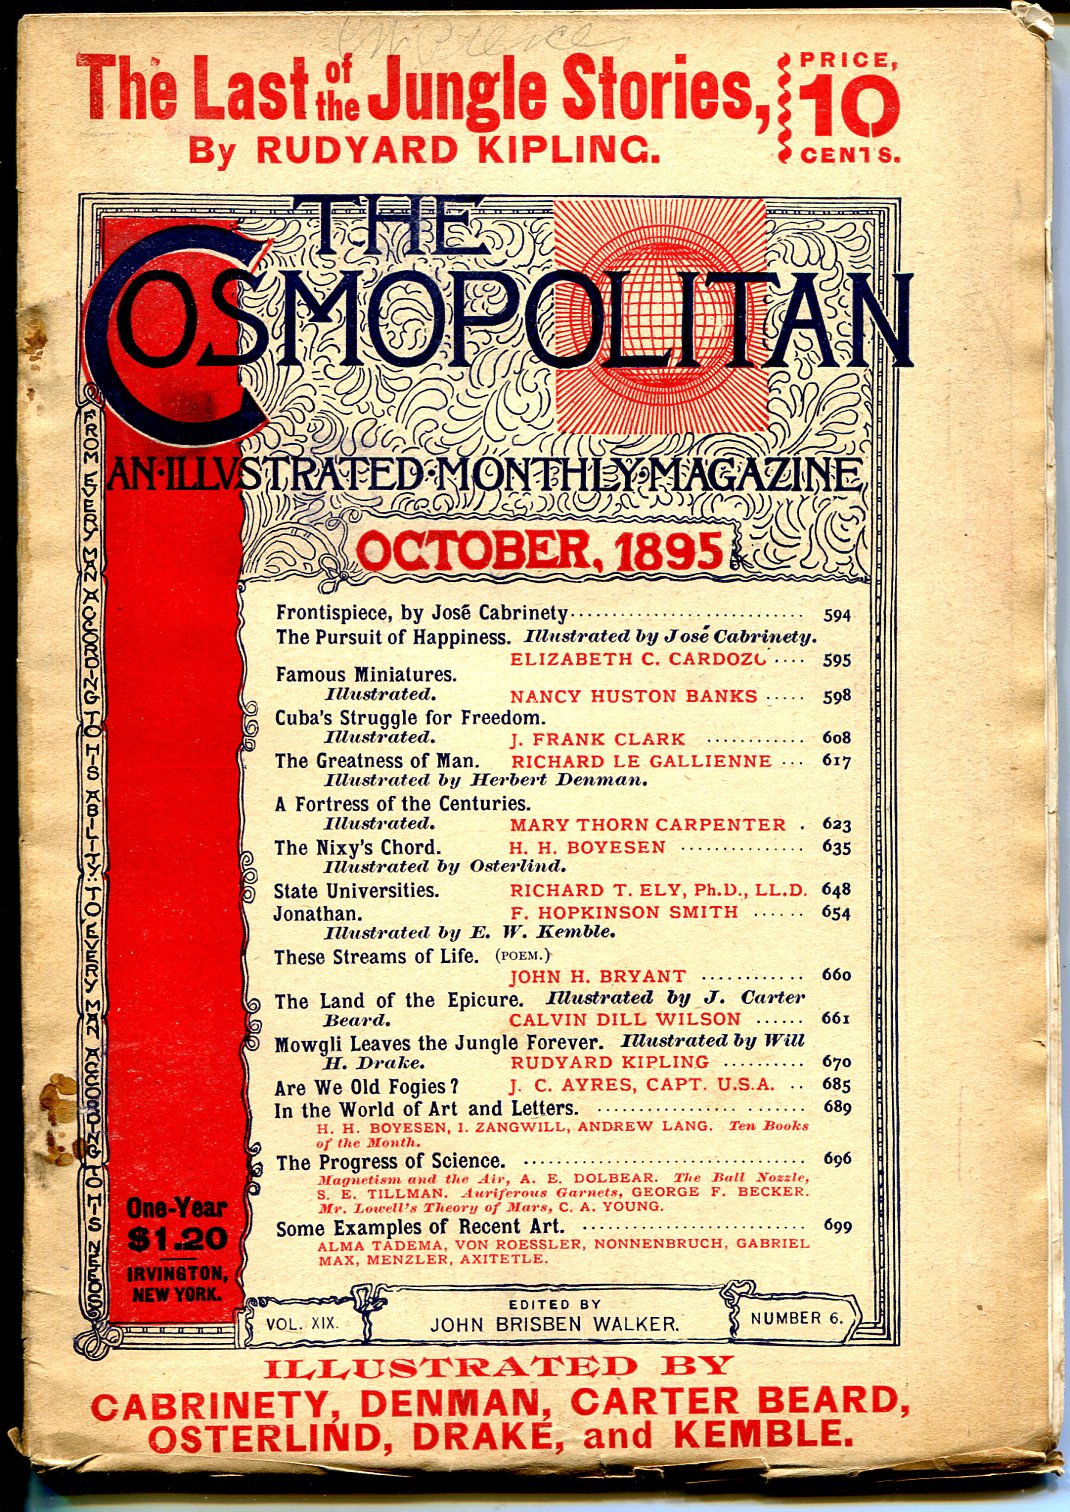 The Last of the Jungle Stories,
By RUDYARD KIPLING.
PRICE,
10
CENTS.
THE
COSMOPOLITAN
AN·ILLVSTRATED·MONTHLY·MAGAZINE
OCTOBER, 1895
FROM EVERY MAN ACCORDING TO HIS ABILITY: TO EVERY MAN ACCORDING TO HIS NEEDS
Frontispiece, by José Cabrinety 594
The Pursuit of Happiness. Illustrated by José Cabrinety.
ELIZABETH C. CARDOZO .... 595
Famous Miniatures.
Illustrated. NANCY HUSTON BANKS ..... 598
Cuba's Struggle for Freedom.
Illustrated. J. FRANK CLARK ............ 608
The Greatness of Man. RICHARD LE GALLIENNE ... 617
Illustrated by Herbert Denman.
A Fortress of the Centuries.
Illustrated. MARY THORN CARPENTER . 623
The Nixy's Chord. H. H. BOYESEN ............... 635
Illustrated by Osterlind.
State Universities. RICHARD T. ELY, Ph.D., LL.D. 648
Jonathan. F. HOPKINSON SMITH ...... 654
Illustrated by E. W. Kemble.
These Streams of Life. (POEM.)
JOHN H. BRYANT ............ 660
The Land of the Epicure. Illustrated by J. Carter
Beard. CALVIN DILL WILSON ...... 661
Mowgli Leaves the Jungle Forever. Illustrated by Will
H. Drake. RUDYARD KIPLING .......... 670
Are We Old Fogies? J. C. AYRES, CAPT. U.S.A. .. 685
In the World of Art and Letters. ....................... 689
H. H. BOYESEN, I. ZANGWILL, ANDREW LANG. Ten Books
of the Month.
The Progress of Science. ................................ 696
Magnetism and the Air, A. E. DOLBEAR. The Ball Nozzle,
S. E. TILLMAN. Auriferous Garnets, GEORGE F. BECKER.
Mr. Lowell's Theory of Mars, C. A. YOUNG.
Some Examples of Recent Art. ......................... 699
ALMA TADEMA, VON ROESSLER, NONNENBRUCH, GABRIEL
MAX, MENZLER, AXITETLE.
One-Year
$1.20
IRVINGTON,
NEW YORK.
VOL. XIX.
EDITED BY
JOHN BRISBEN WALKER.
NUMBER 6.
ILLUSTRATED BY
CABRINETY, DENMAN, CARTER BEARD,
OSTERLIND, DRAKE, and KEMBLE.